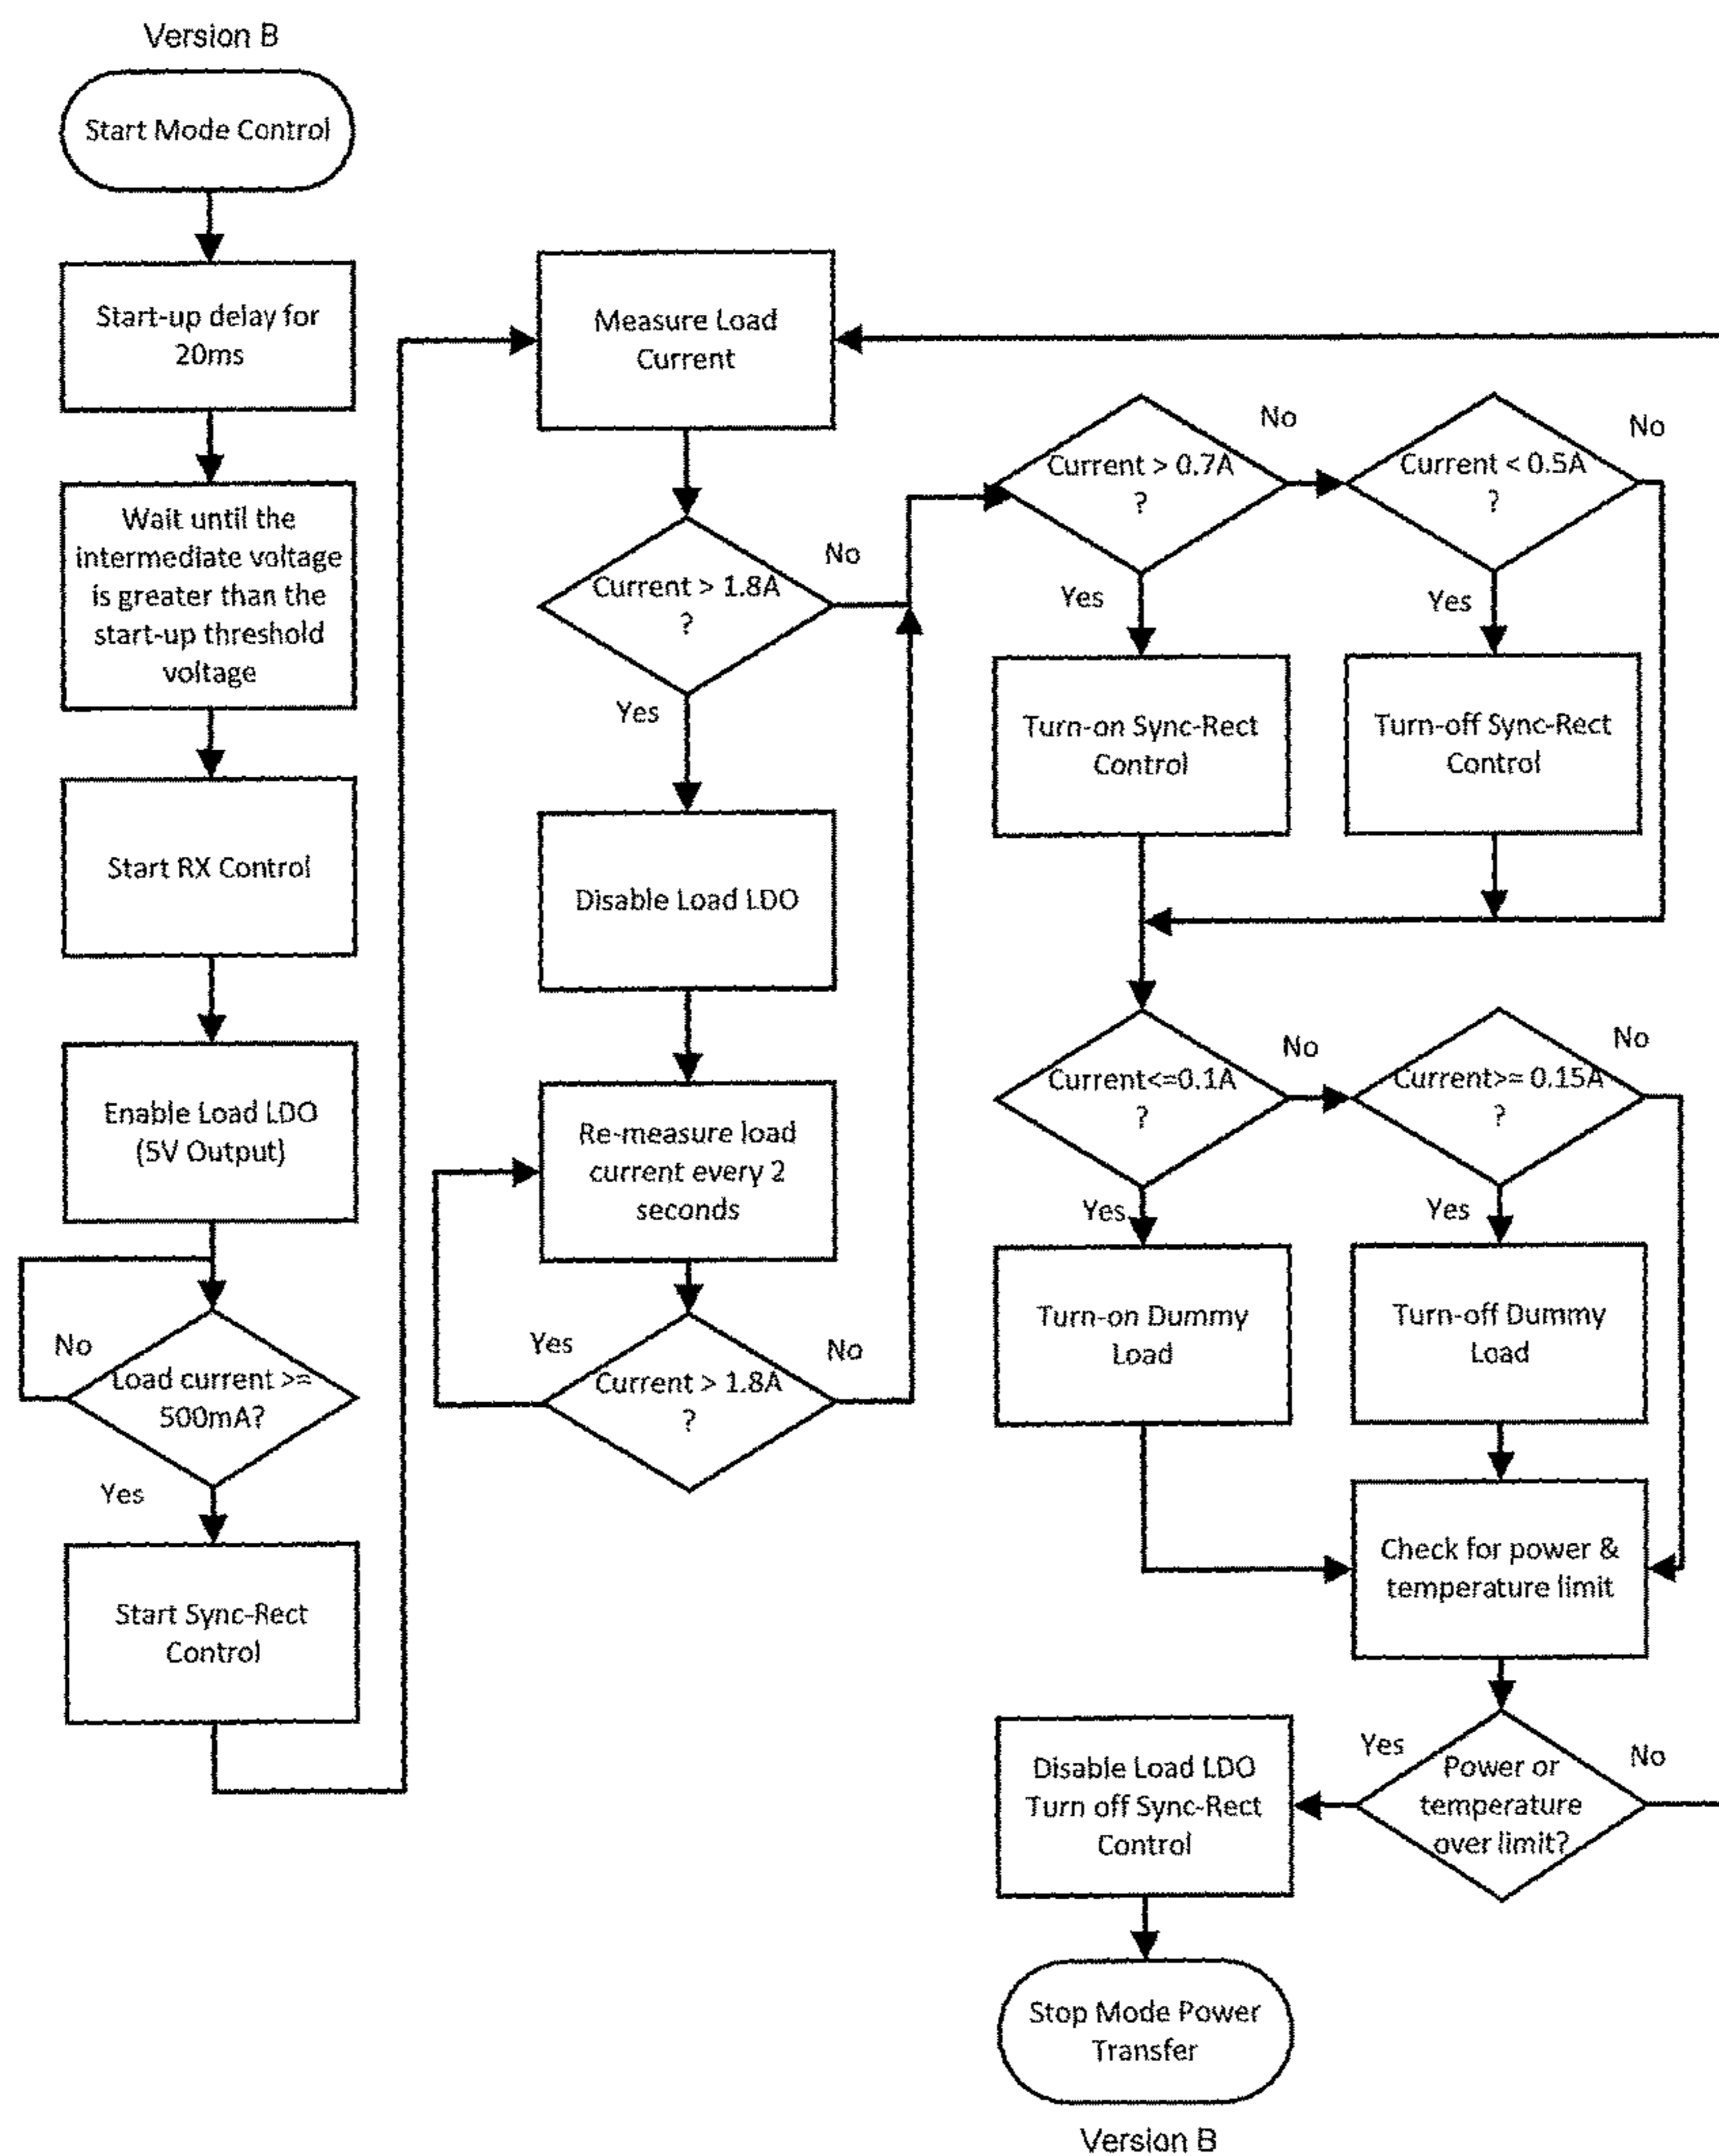 Version B
Start Mode Control
Start-up delay for
20ms
Wait until the
intermediate voltage
is greater than the
start-up threshold
voltage
Start RX Control
Enable Load LDO
(5V Output)
No
Load current >=
500mA?
Yes
Start Sync-Rect
Control
Measure Load
Current
Current > 1.8A
?
No
Yes
Disable Load LDO
Re-measure load
current every 2
seconds
Yes
No
Current > 1.8A
?
Current > 0.7A
?
No
Yes
Current < 0.5A
?
No
Yes
Turn-on Sync-Rect
Control
Turn-off Sync-Rect
Control
Current<=0.1A
?
No
Yes
Current>= 0.15A
?
No
Yes
Turn-on Dummy
Load
Turn-off Dummy
Load
Check for power &
temperature limit
Power or
temperature
over limit?
Yes
No
Disable Load LDO
Turn off Sync-Rect
Control
Stop Mode Power
Transfer
Version B